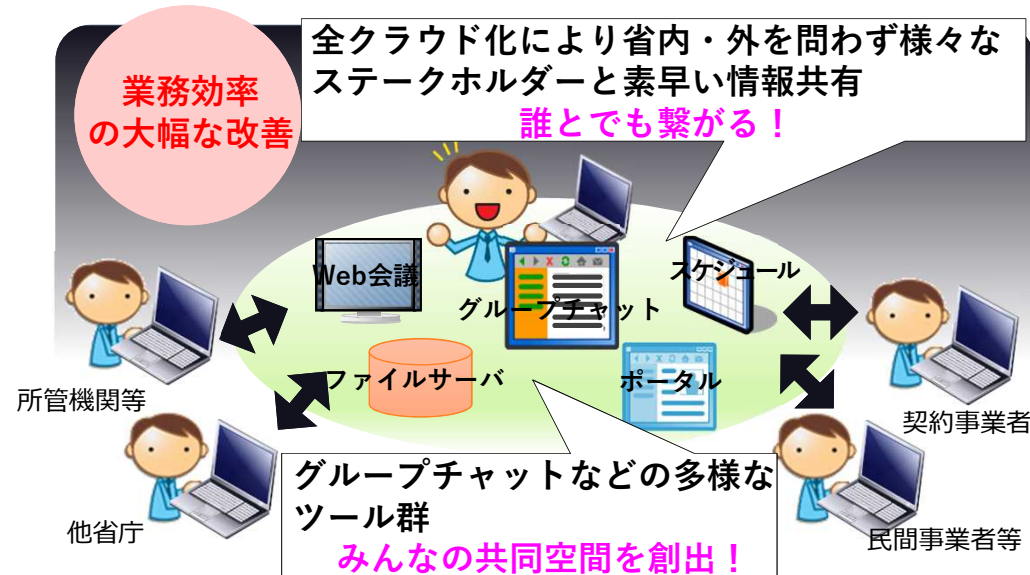 業務効率
の大幅な改善
全クラウド化により省内・外を問わず様々な
ステークホルダーと素早い情報共有
誰とでも繋がる！
Web会議
グループチャット
スケジュール
ファイルサーバ
ポータル
所管機関等
他省庁
契約事業者
民間事業者等
グループチャットなどの多様な
ツール群
みんなの共同空間を創出！